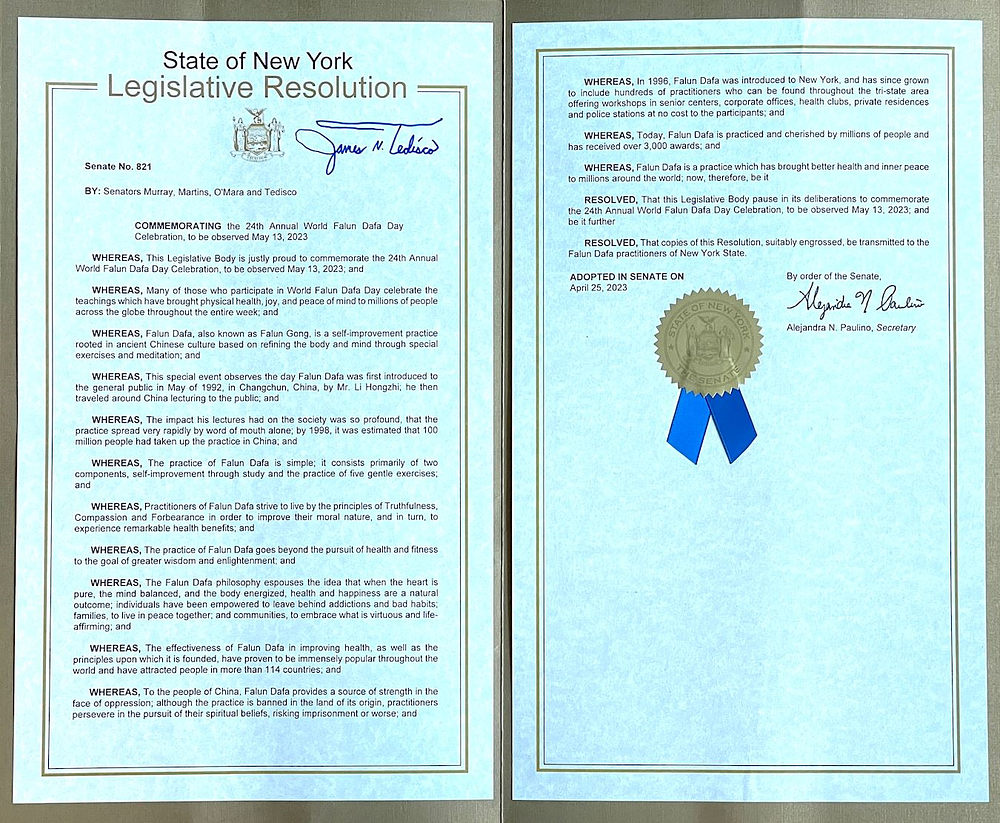 State of New York
Legislative Resolution
James N. Tedisco
Senate No. 821
BY: Senators Murray, Martins, O'Mara and Tedisco
COMMEMORATING the 24th Annual World Falun Dafa Day
Celebration, to be observed May 13, 2023
WHEREAS, This Legislative Body is justly proud to commemorate the 24th Annual
World Falun Dafa Day Celebration, to be observed May 13, 2023; and
WHEREAS, Many of those who participate in World Falun Dafa Day celebrate the
teachings which have brought physical health, joy, and peace of mind to millions of people
across the globe throughout the entire week; and
WHEREAS, Falun Dafa, also known as Falun Gong, is a self-improvement practice
rooted in ancient Chinese culture based on refining the body and mind through special
exercises and meditation; and
WHEREAS, This special event observes the day Falun Dafa was first introduced to
the general public in May of 1992, in Changchun, China, by Mr. Li Hongzhi; he then
traveled around China lecturing to the public; and
WHEREAS, The impact his lectures had on the society was so profound, that the
practice spread very rapidly by word of mouth alone; by 1998, it was estimated that 100
million people had taken up the practice in China; and
WHEREAS, The practice of Falun Dafa is simple; it consists primarily of two
components, self-improvement through study and the practice of five gentle exercises;
and
WHEREAS, Practitioners of Falun Dafa strive to live by the principles of Truthfulness,
Compassion and Forbearance in order to improve their moral nature, and in turn, to
experience remarkable health benefits; and
WHEREAS, The practice of Falun Dafa goes beyond the pursuit of health and fitness
to the goal of greater wisdom and enlightenment; and
WHEREAS, The Falun Dafa philosophy espouses the idea that when the heart is
pure, the mind balanced, and the body energized, health and happiness are a natural
outcome; individuals have been empowered to leave behind addictions and bad habits;
families, to live in peace together; and communities, to embrace what is virtuous and life-
affirming; and
WHEREAS, The effectiveness of Falun Dafa in improving health, as well as the
principles upon which it is founded, have proven to be immensely popular throughout the
world and have attracted people in more than 114 countries; and
WHEREAS, To the people of China, Falun Dafa provides a source of strength in the
face of oppression; although the practice is banned in the land of its origin, practitioners
persevere in the pursuit of their spiritual beliefs, risking imprisonment or worse; and
WHEREAS, In 1996, Falun Dafa was introduced to New York, and has since grown
to include hundreds of practitioners who can be found throughout the tri-state area
offering workshops in senior centers, corporate offices, health clubs, private residences
and police stations at no cost to the participants; and
WHEREAS, Today, Falun Dafa is practiced and cherished by millions of people and
has received over 3,000 awards; and
WHEREAS, Falun Dafa is a practice which has brought better health and inner peace
to millions around the world; now, therefore, be it
RESOLVED, That this Legislative Body pause in its deliberations to commemorate
the 24th Annual World Falun Dafa Day Celebration, to be observed May 13, 2023; and
be it further
RESOLVED, That copies of this Resolution, suitably engrossed, be transmitted to the
Falun Dafa practitioners of New York State.
ADOPTED IN SENATE ON
April 25, 2023
By order of the Senate,
Alejandra N. Paulino
Alejandra N. Paulino, Secretary
STATE OF NEW YORK
THE SENATE